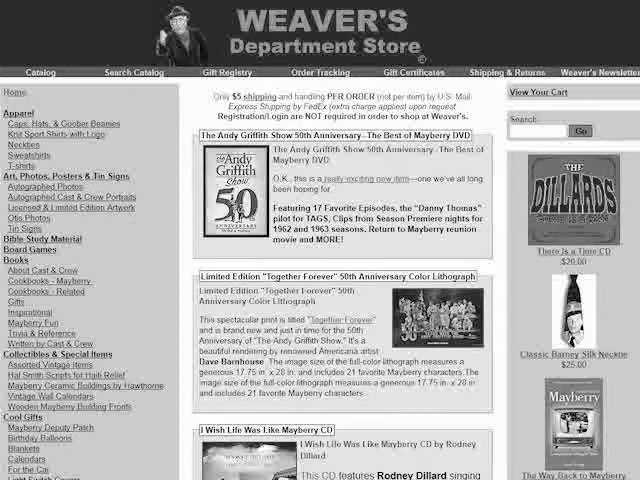 WEAVER'S
Department Store
©
Catalog Search Catalog Gift Registry Order Tracking Gift Certificates Shipping & Returns Weaver's Newsletter
Home
Apparel
Caps, Hats, & Goober Beanies
Knit Sport Shirts with Logo
Neckties
Sweatshirts
T-shirts
Art, Photos, Posters & Tin Signs
Autographed Photos
Autographed Cast & Crew Portraits
Licensed & Limited Edition Artwork
Otis Photos
Tin Signs
Bible Study Material
Board Games
Books
About Cast & Crew
Cookbooks - Mayberry
Cookbooks - Related
Gifts
Inspirational
Mayberry Fun
Trivia & Reference
Written by Cast & Crew
Collectibles & Special Items
Assorted Vintage Items
Hal Smith Scripts for Haiti Relief
Mayberry Ceramic Buildings by Hawthorne
Vintage Wall Calendars
Wooden Mayberry Building Fronts
Cool Gifts
Mayberry Deputy Patch
Birthday Balloons
Blankets
Calendars
For the Car
Light Switch Covers
Only $5 shipping and handling PER ORDER (not per item) by U.S. Mail.
Express Shipping by FedEx (extra charge applies) upon request
Registration/Login are NOT required in order to shop at Weaver's.
The Andy Griffith Show 50th Anniversary--The Best of Mayberry DVD
The Andy
Griffith
Show
50
ANNIVERSARY
The Andy Griffith Show 50th Anniversary - The Best of
Mayberry DVD
O.K., this is a really exciting new item—one we've all long
been hoping for.
Featuring 17 Favorite Episodes, the "Danny Thomas"
pilot for TAGS, Clips from Season Premiere nights for
1962 and 1963 seasons. Return to Mayberry reunion
movie and MORE!
Limited Edition "Together Forever" 50th Anniversary Color Lithograph
Limited Edition "Together Forever" 50th
Anniversary Color Lithograph
This spectacular print is titled "Together Forever"
and is brand new and just in time for the 50th
Anniversary of "The Andy Griffith Show." It's a
beautiful rendering by renowned Americana artist
Dave Barnhouse. The image size of the full-color lithograph measures a
generous 17.75 in. x 28 in. and includes 21 favorite Mayberry characters.The
image size of the full-color lithograph measures a generous 17.75 in. x 28 in.
and includes 21 favorite Mayberry characters.
I Wish Life Was Like Mayberry CD
I Wish Life Was Like Mayberry CD by Rodney
Dillard
This CD features Rodney Dillard singing
View Your Cart
Search:
Go
THE
DILLARDS
There Is a Time CD
$20.00
Classic Barney Silk Necktie
$25.00
Mayberry
The Way Back to Mayberry